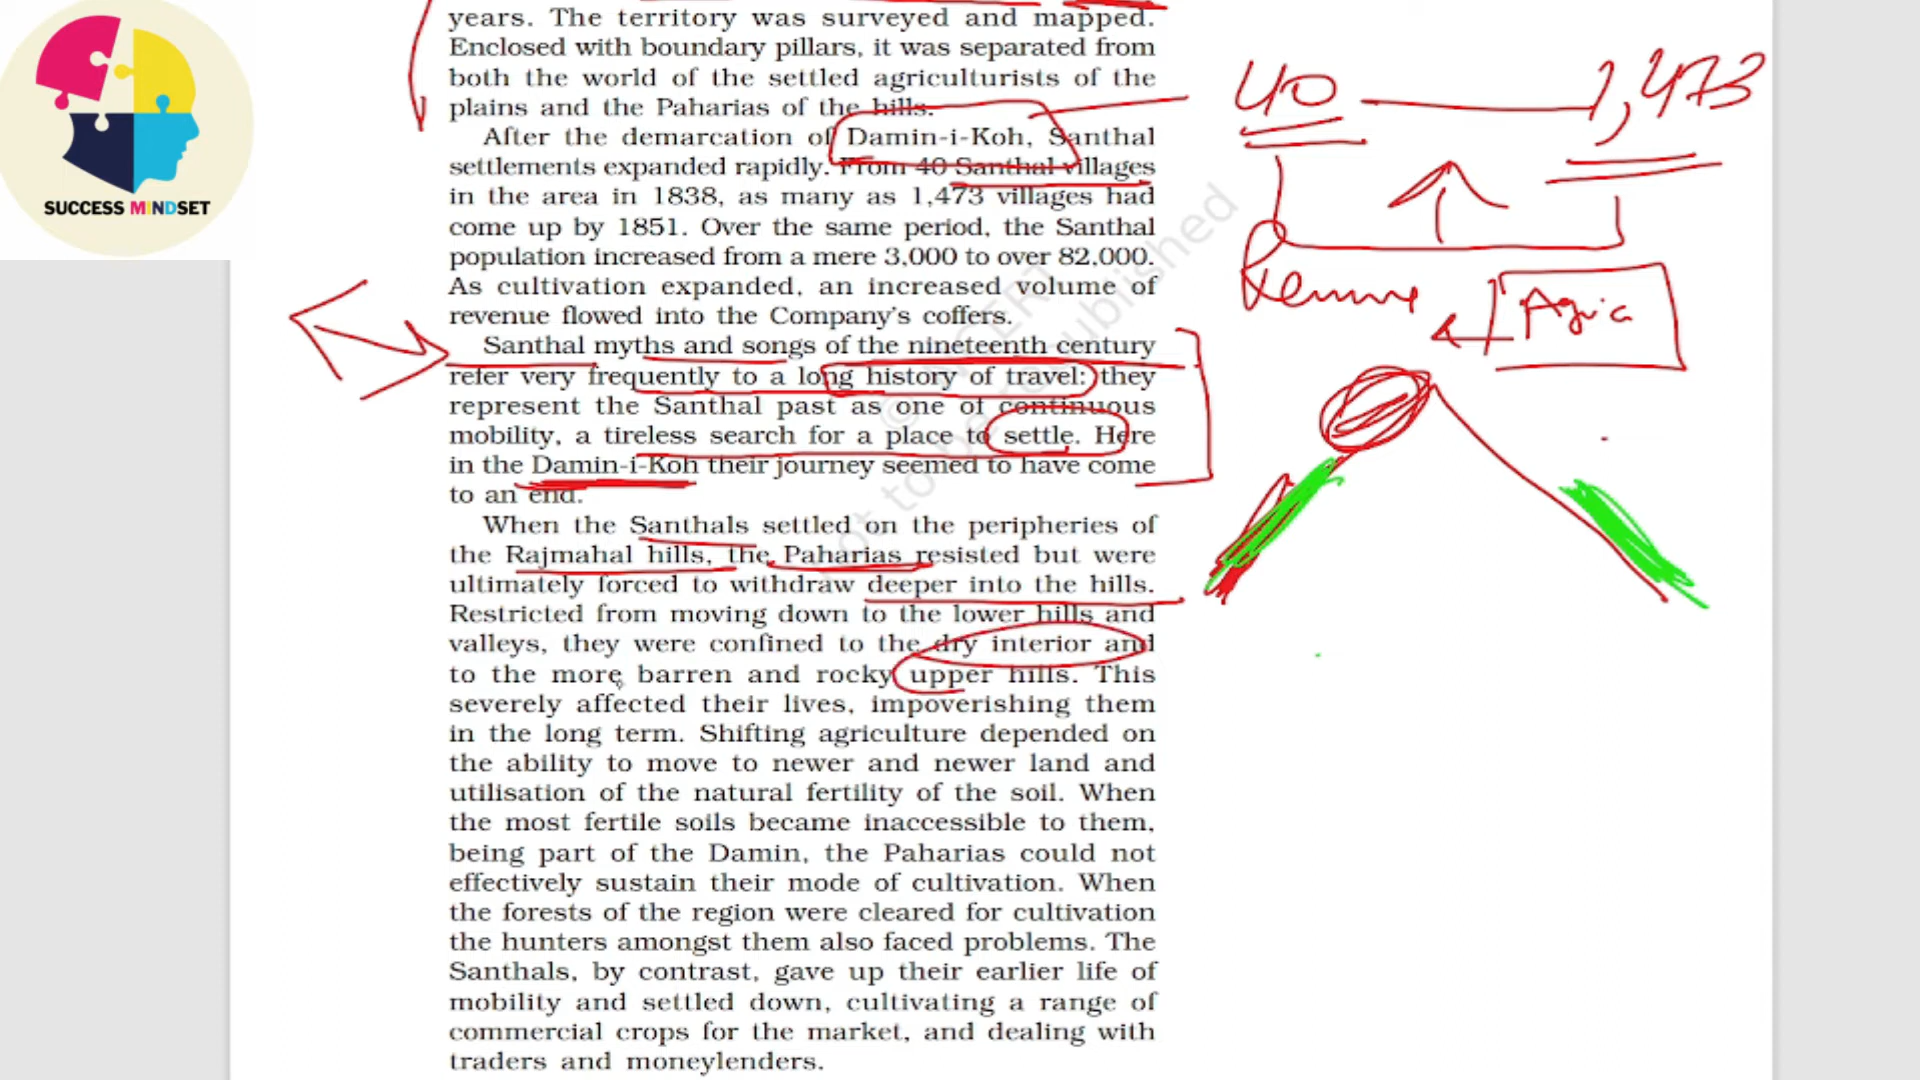 SUCCESS MINDSET
years. The territory was surveyed and mapped.
Enclosed with boundary pillars, it was separated from
both the world of the settled agriculturists of the
plains and the Paharias of the hills.
After the demarcation of Damin-i-Koh, Santhal
settlements expanded rapidly. From 40 Santhal villages
in the area in 1838, as many as 1,473 villages had
come up by 1851. Over the same period, the Santhal
population increased from a mere 3,000 to over 82,000.
As cultivation expanded, an increased volume of
revenue flowed into the Company's coffers.
Santhal myths and songs of the nineteenth century
refer very frequently to a long history of travel: they
represent the Santhal past as one of continuous
mobility, a tireless search for a place to settle. Here
in the Damin-i-Koh their journey seemed to have come
to an end.
When the Santhals settled on the peripheries of
the Rajmahal hills, the Paharias resisted but were
ultimately forced to withdraw deeper into the hills.
Restricted from moving down to the lower hills and
valleys, they were confined to the dry interior and
to the more barren and rocky upper hills. This
severely affected their lives, impoverishing them
in the long term. Shifting agriculture depended on
the ability to move to newer and newer land and
utilisation of the natural fertility of the soil. When
the most fertile soils became inaccessible to them,
being part of the Damin, the Paharias could not
effectively sustain their mode of cultivation. When
the forests of the region were cleared for cultivation
the hunters amongst them also faced problems. The
Santhals, by contrast, gave up their earlier life of
mobility and settled down, cultivating a range of
commercial crops for the market, and dealing with
traders and moneylenders.
40 1,473
Agric